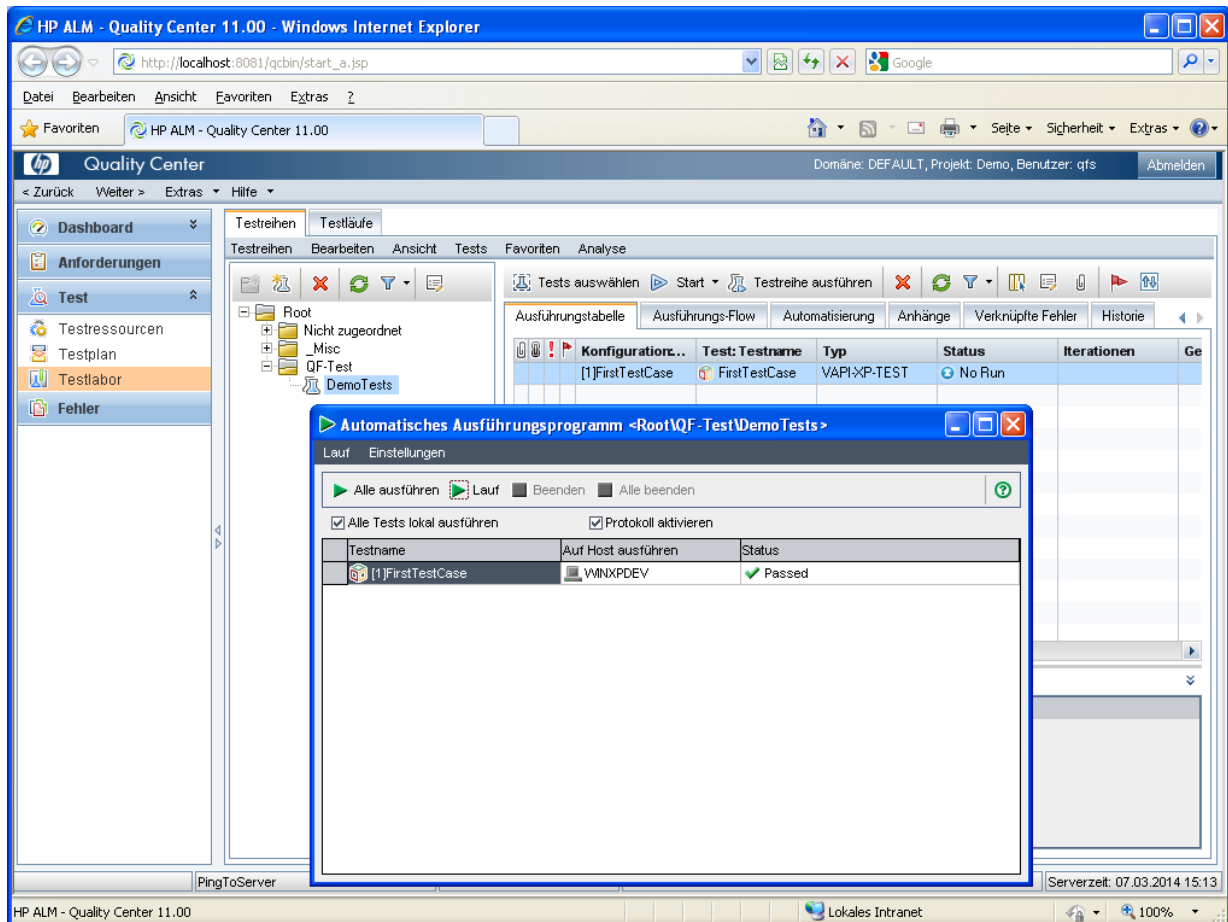 HP ALM - Quality Center 11.00 - Windows Internet Explorer
http://localhost:8081/qcbin/start_a.jsp
Google
Datei Bearbeiten Ansicht Favoriten Extras ?
Favoriten HP ALM - Quality Center 11.00 Seite Sicherheit Extras
hp Quality Center Domäne: DEFAULT, Projekt: Demo, Benutzer: qfs Abmelden
< Zurück Weiter > Extras Hilfe
Dashboard
Anforderungen
Test
Testressourcen
Testplan
Testlabor
Fehler
Testreihen Testläufe
Testreihen Bearbeiten Ansicht Tests Favoriten Analyse
Root
Nicht zugeordnet
_Misc
QF-Test
DemoTests
Tests auswählen Start Testreihe ausführen
Ausführungstabelle Ausführungs-Flow Automatisierung Anhänge Verknüpfte Fehler Historie
Konfiguration:... Test: Testname Typ Status Iterationen Ge
[1]FirstTestCase FirstTestCase VAPI-XP-TEST No Run
Automatisches Ausführungsprogramm <Root\QF-Test\DemoTests>
Lauf Einstellungen
Alle ausführen Lauf Beenden Alle beenden
Alle Tests lokal ausführen Protokoll aktivieren
Testname Auf Host ausführen Status
[1]FirstTestCase WINXPDEV Passed
PingToServer Serverzeit: 07.03.2014 15:13
HP ALM - Quality Center 11.00 Lokales Intranet 100%